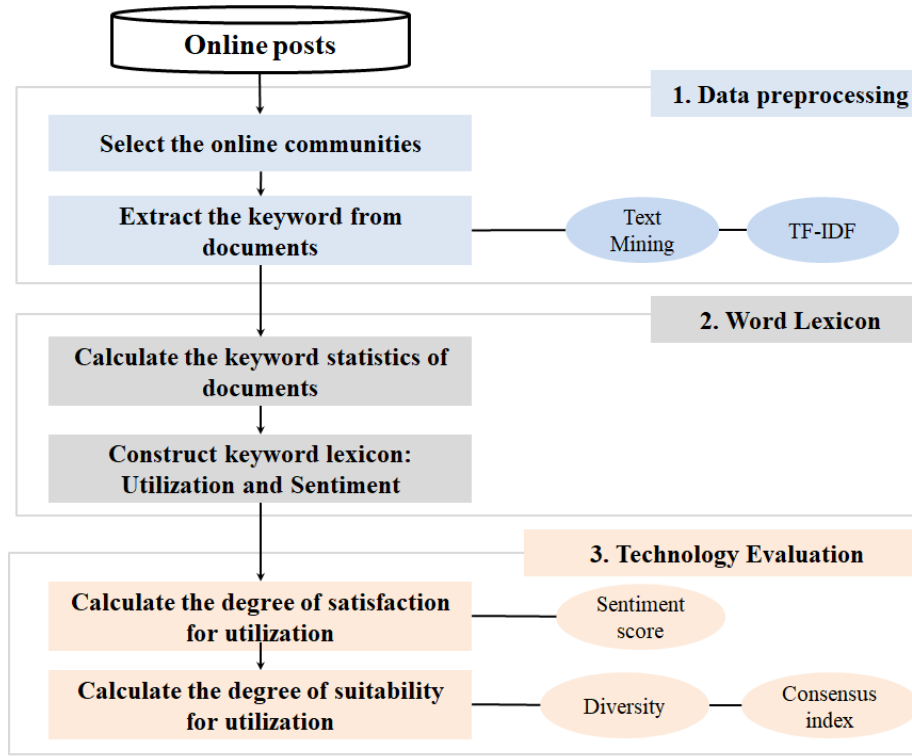 Online posts
1. Data preprocessing
Select the online communities
Extract the keyword from
documents
Text
Mining
TF-IDF
2. Word Lexicon
Calculate the keyword statistics of
documents
Construct keyword lexicon:
Utilization and Sentiment
3. Technology Evaluation
Calculate the degree of satisfaction
for utilization
Sentiment
score
Calculate the degree of suitability
for utilization
Diversity
Consensus
index